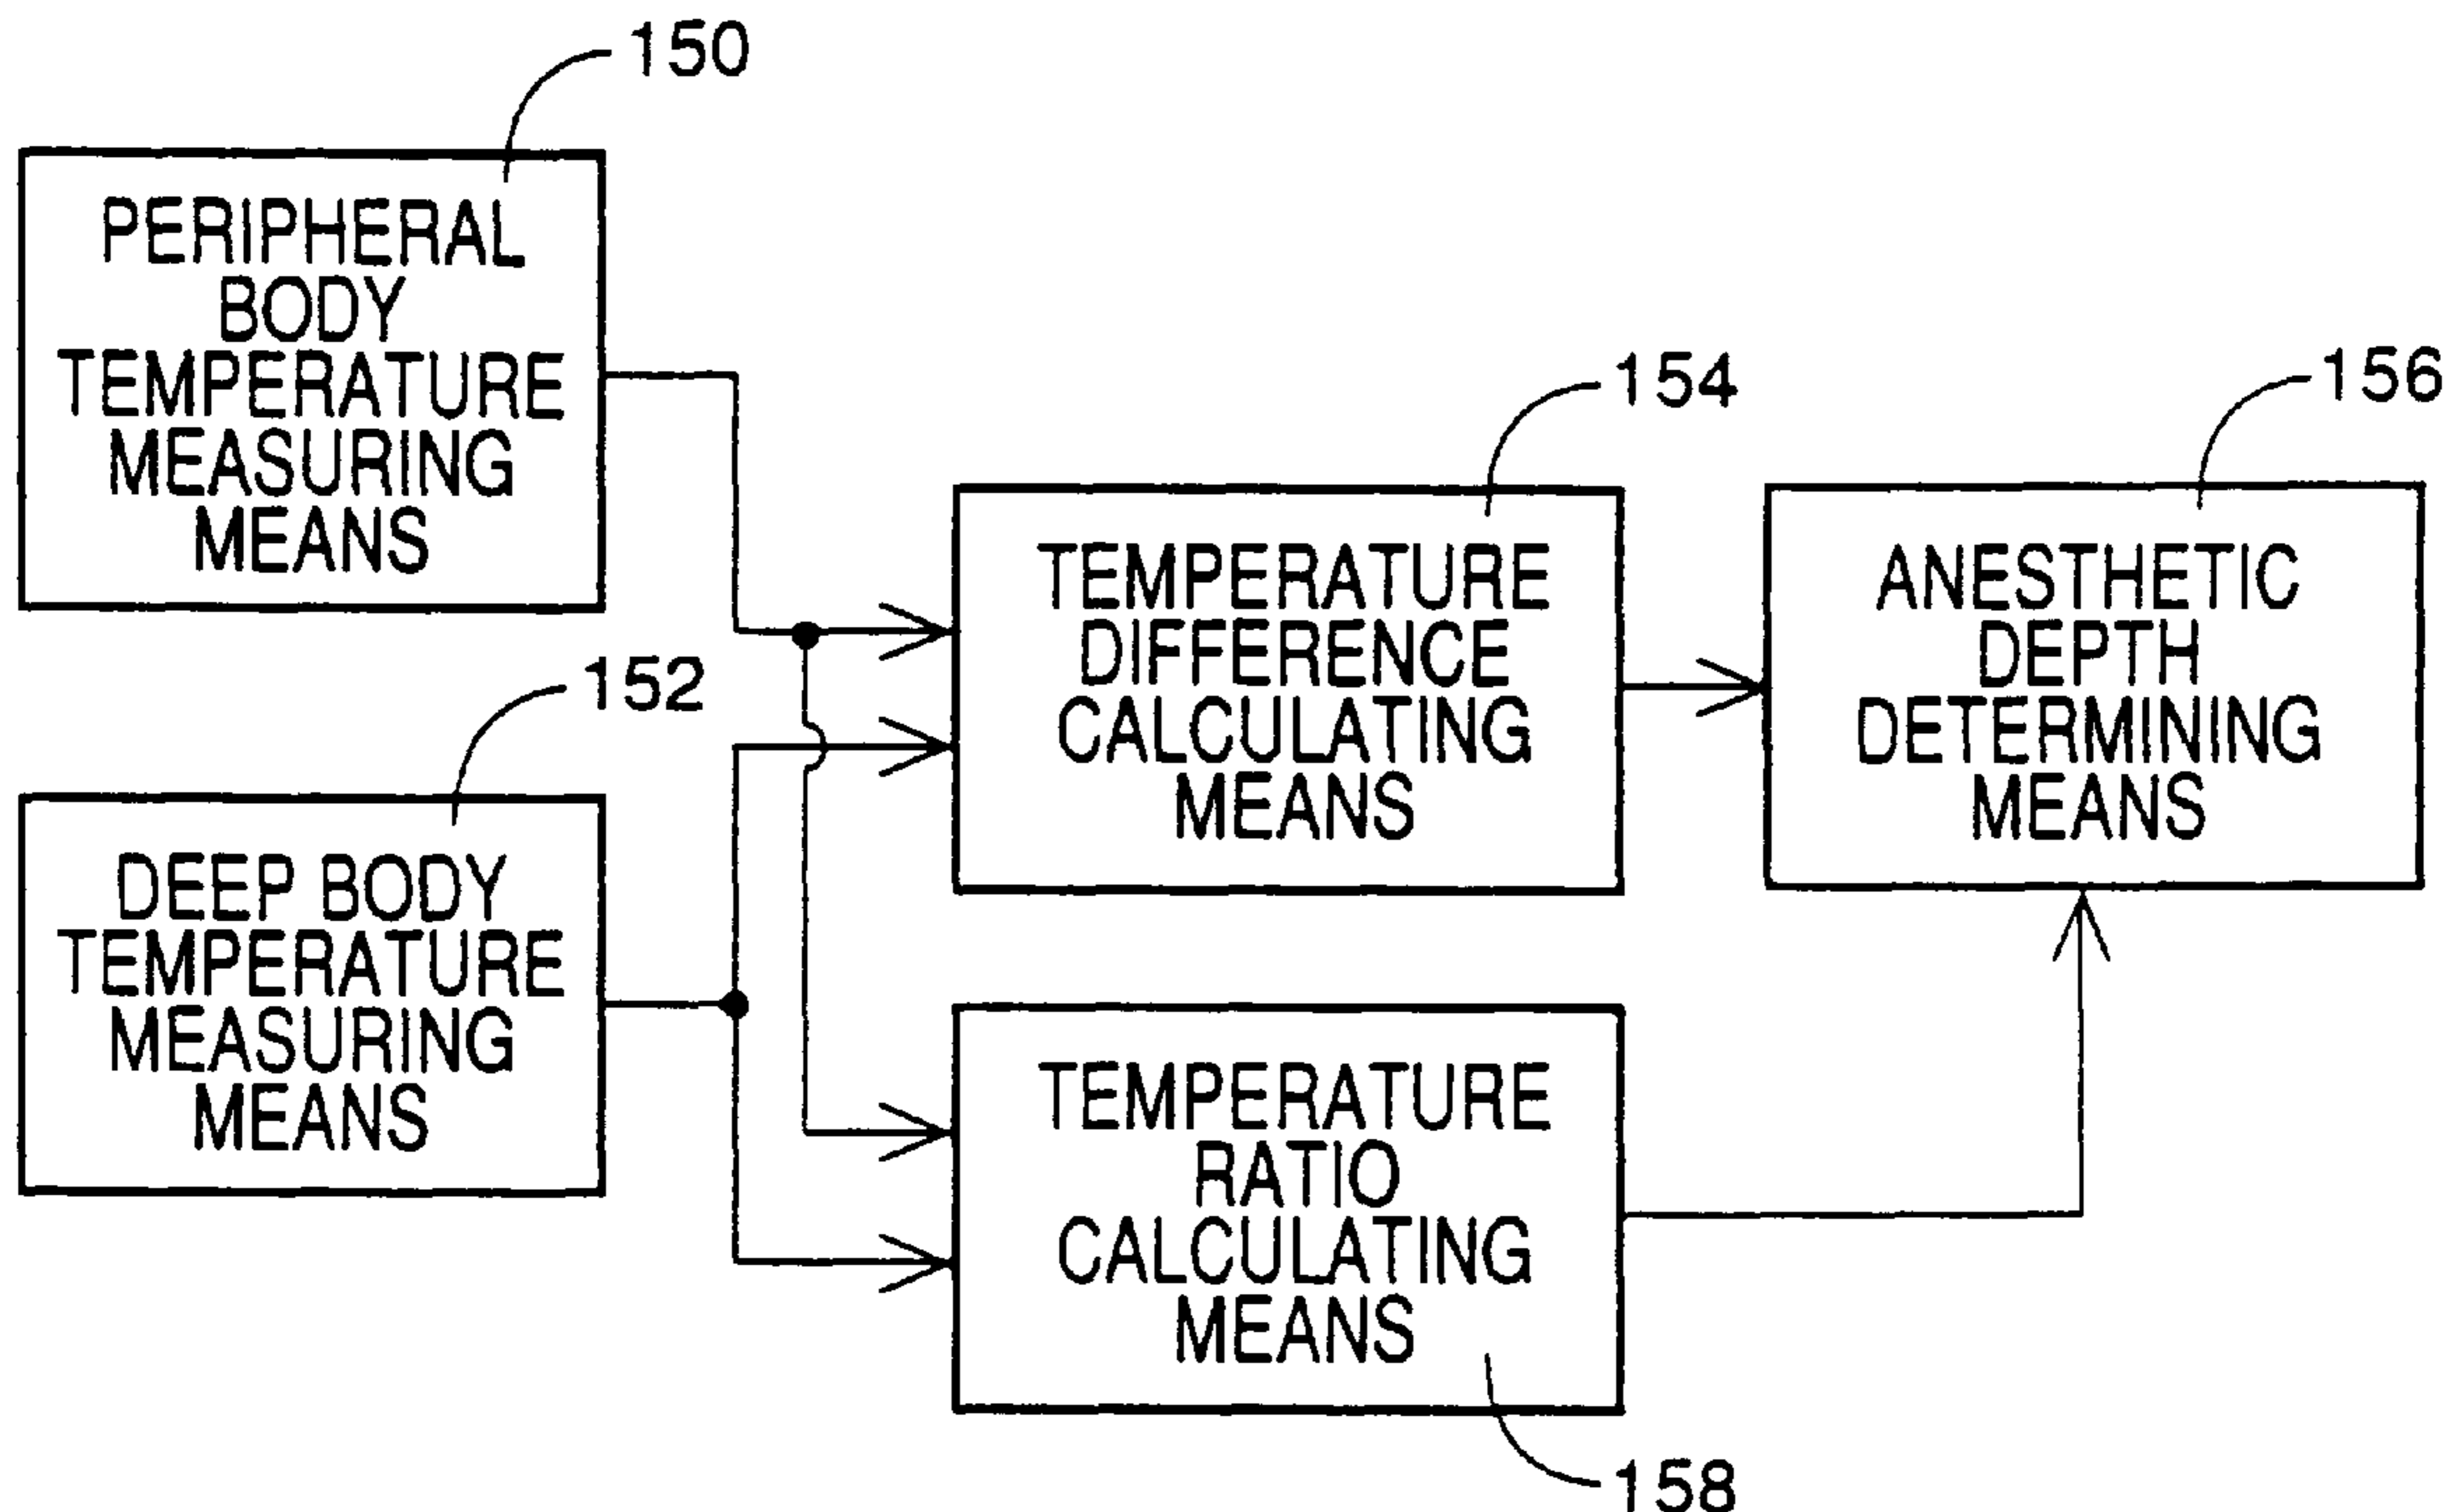 150
PERIPHERAL
BODY
TEMPERATURE
MEASURING
MEANS
152
DEEP BODY
TEMPERATURE
MEASURING
MEANS
154
TEMPERATURE
DIFFERENCE
CALCULATING
MEANS
156
ANESTHETIC
DEPTH
DETERMINING
MEANS
TEMPERATURE
RATIO
CALCULATING
MEANS
158